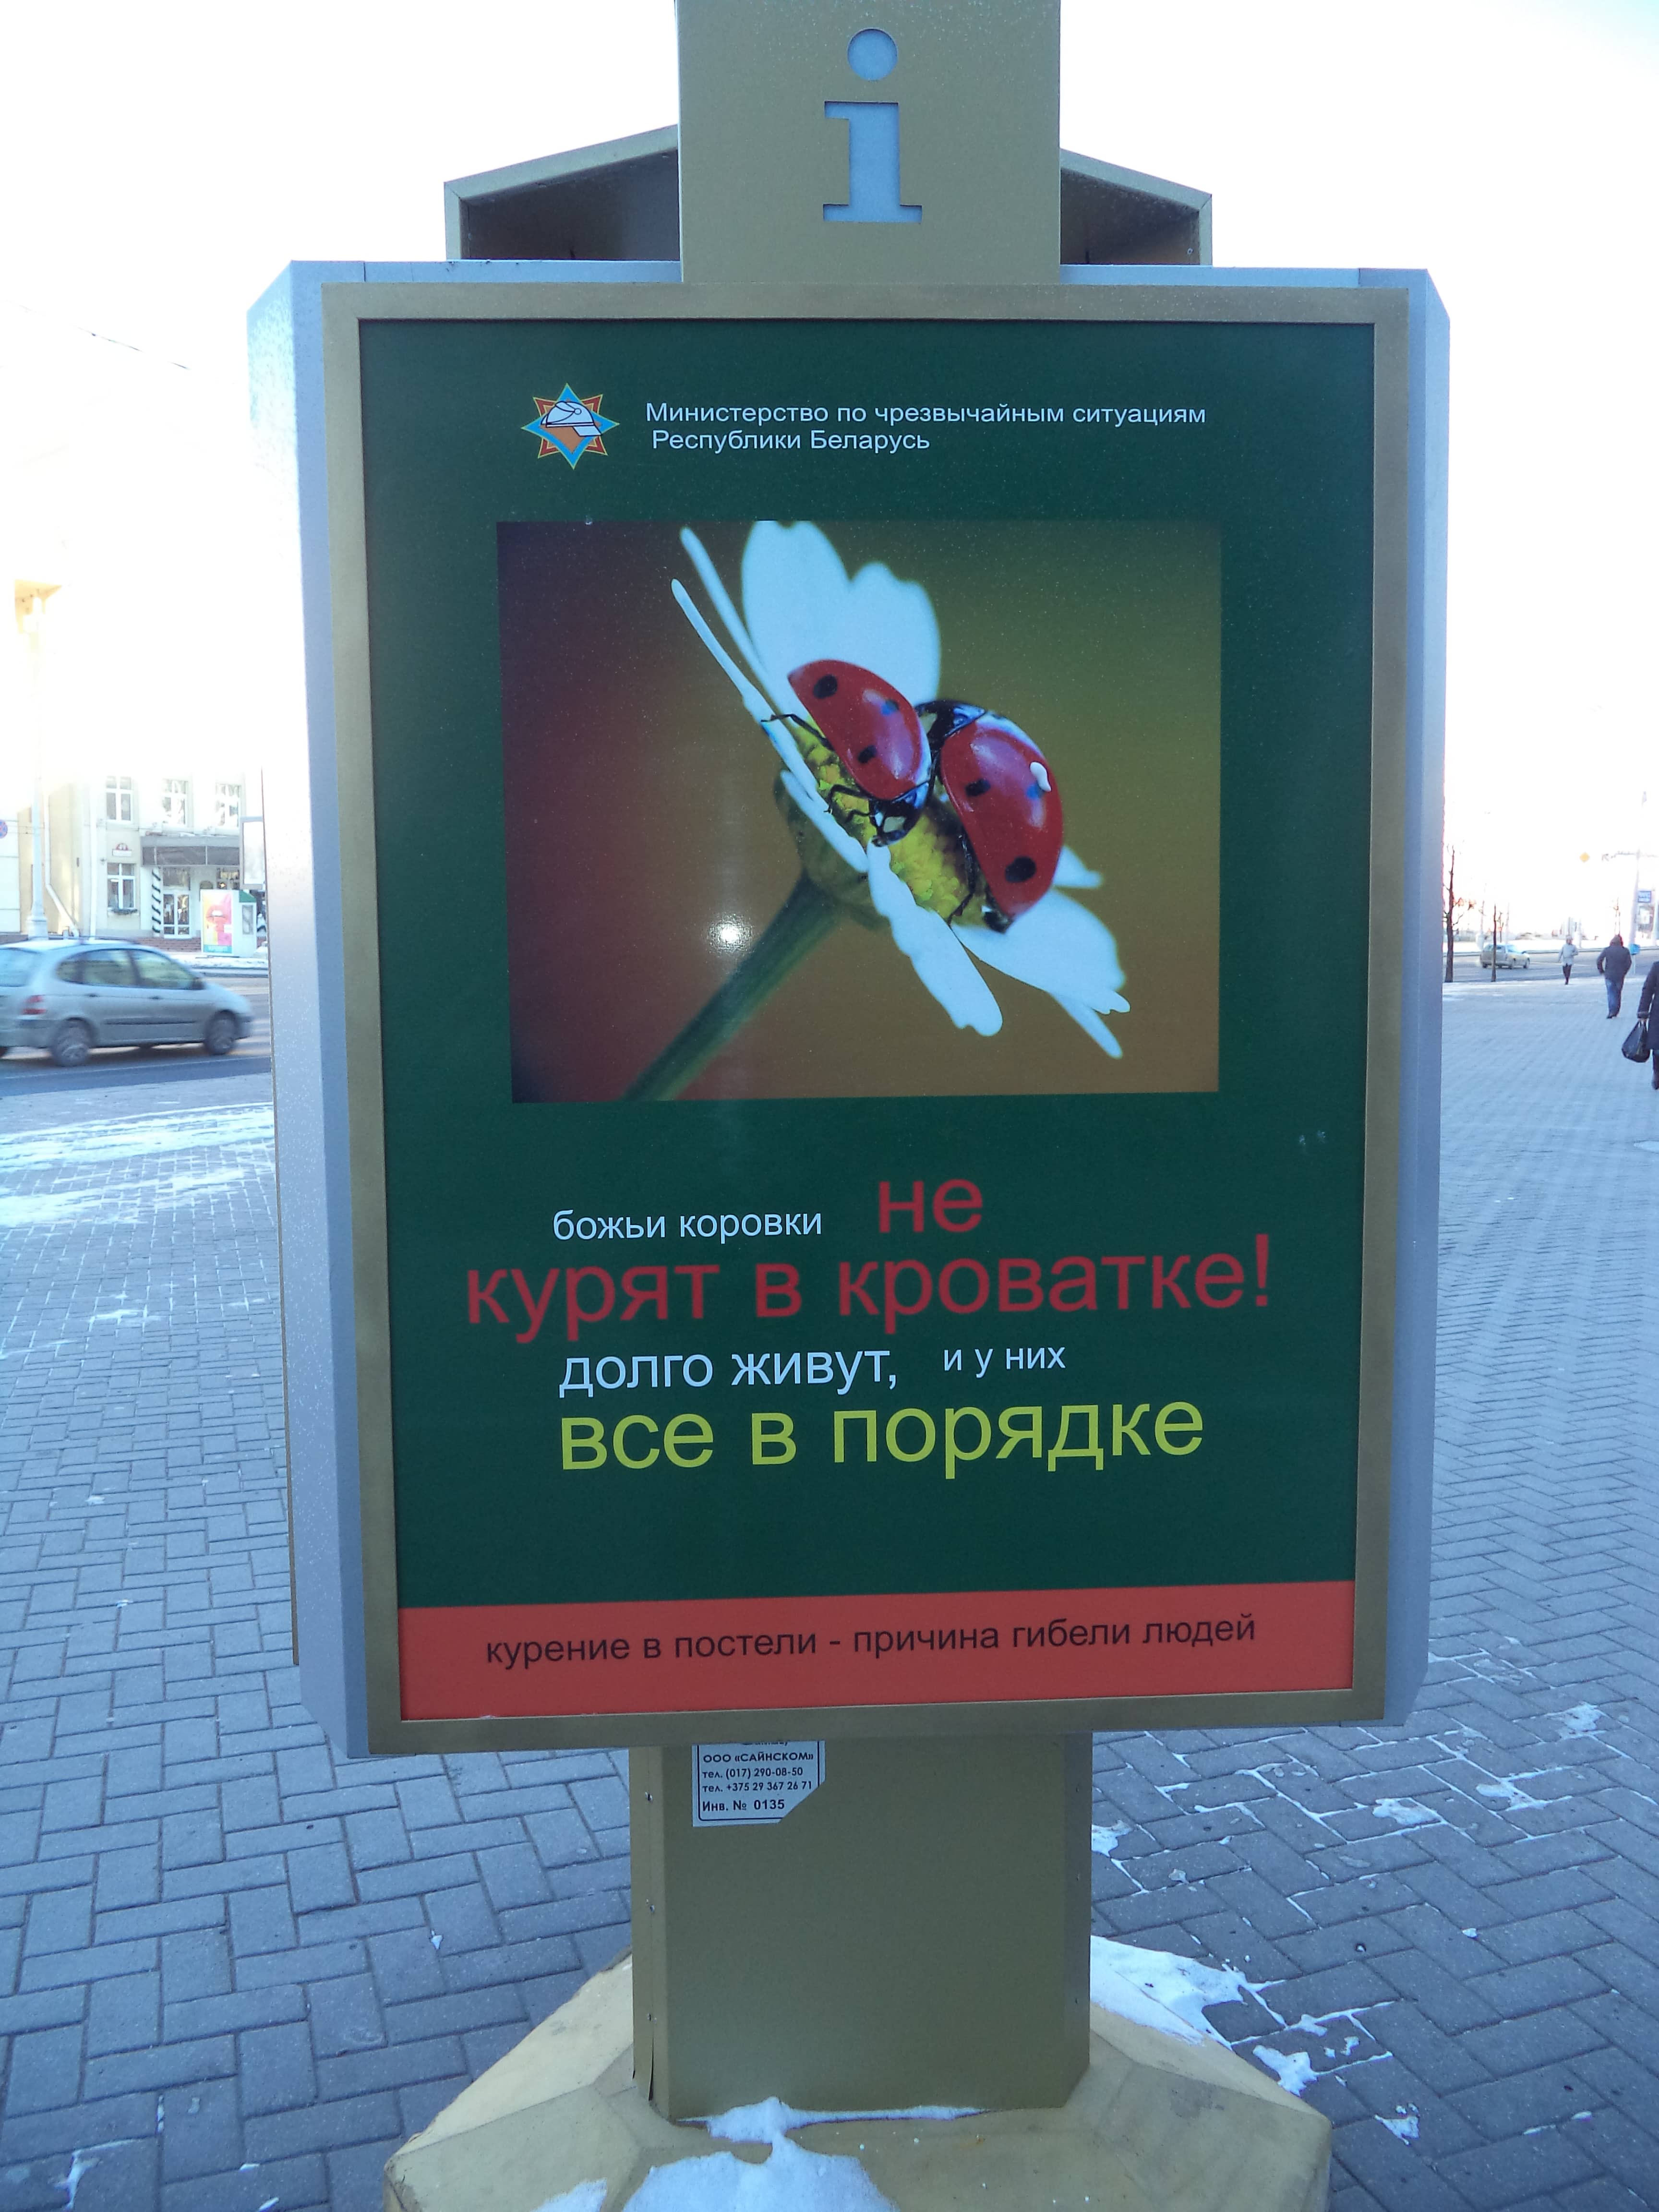 i
Министерство по чрезвычайным ситуациям
Республики Беларусь
божьи коровки не
курят в кроватке!
долго живут, и у них
все в порядке
курение в постели - причина гибели людей
ООО «САЙНСКОМ»
тел. (017) 290-08-50
тел. +375 29 367 26 71
Инв. № 0135